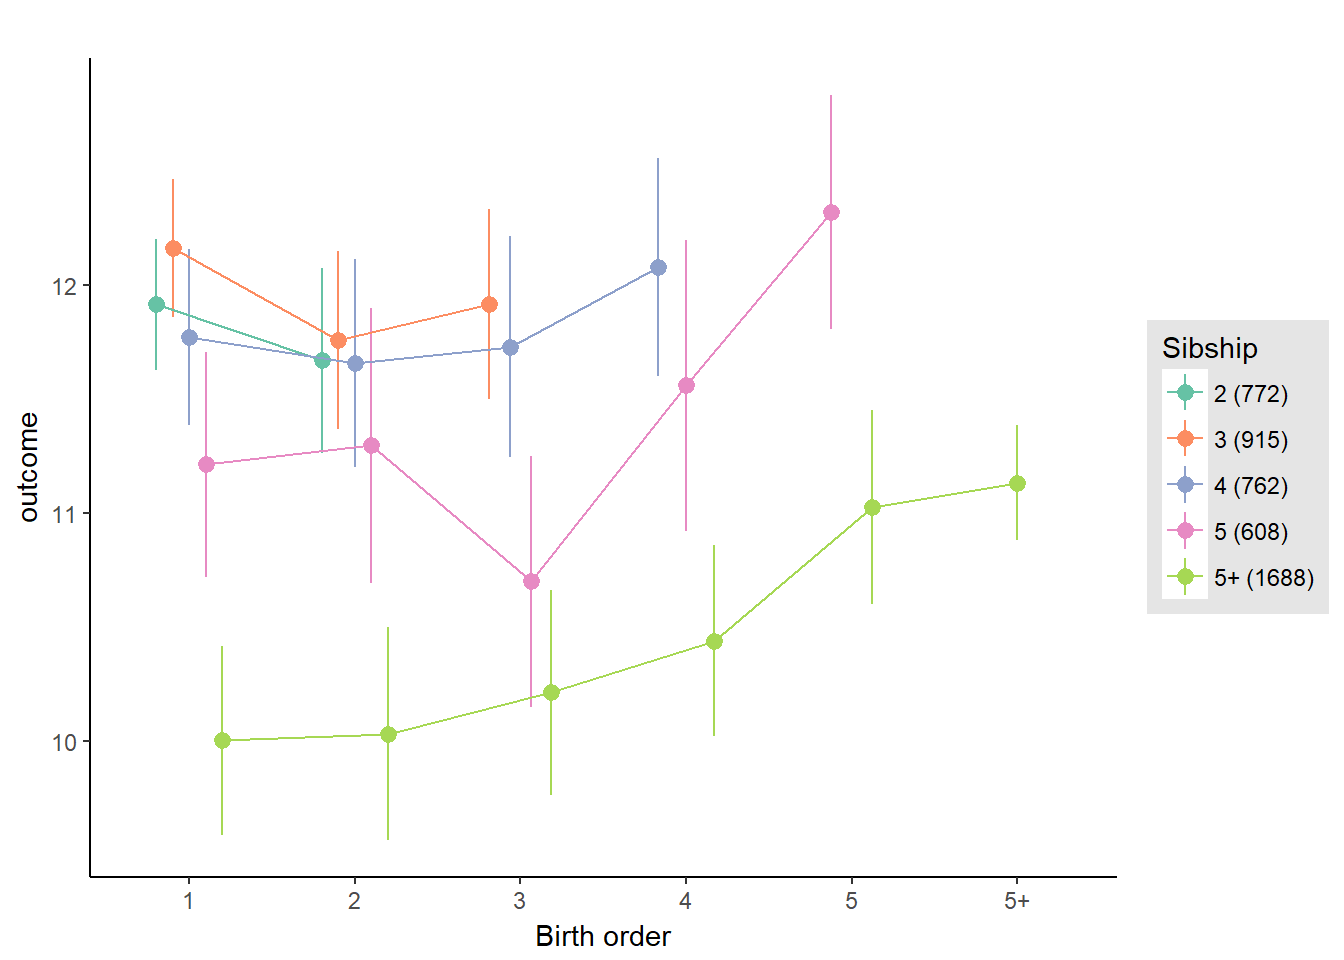 12
11
10
outcome
1 2 3 4 5 5+
Birth order
Sibship
2 (772)
3 (915)
4 (762)
5 (608)
5+ (1688)